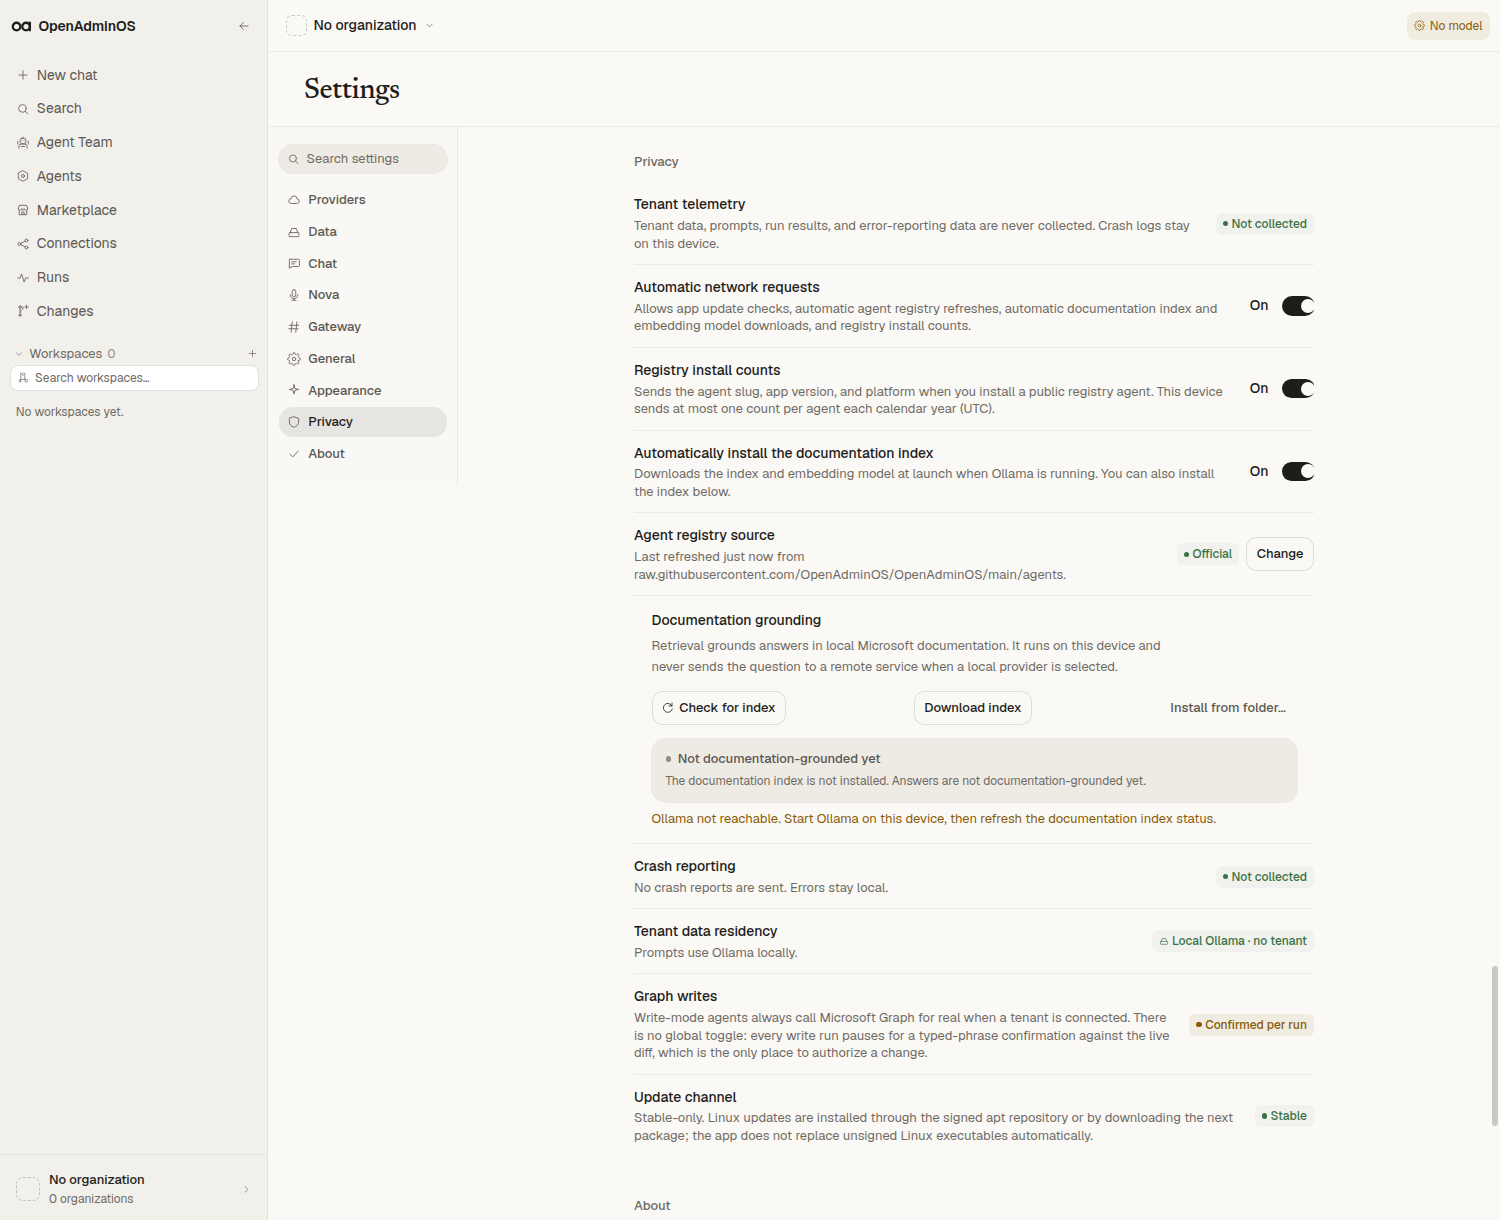 OpenAdminOS
New chat
Search
Agent Team
Agents
Marketplace
Connections
Runs
Changes
Workspaces 0
Search workspaces...
No workspaces yet.
No organization
0 organizations
No organization
No model
Settings
Search settings
Providers
Data
Chat
Nova
Gateway
General
Appearance
Privacy
About
Privacy
Tenant telemetry
Tenant data, prompts, run results, and error-reporting data are never collected. Crash logs stay
on this device.
Not collected
Automatic network requests
Allows app update checks, automatic agent registry refreshes, automatic documentation index and
embedding model downloads, and registry install counts.
On
Registry install counts
Sends the agent slug, app version, and platform when you install a public registry agent. This device
sends at most one count per agent each calendar year (UTC).
On
Automatically install the documentation index
Downloads the index and embedding model at launch when Ollama is running. You can also install
the index below.
On
Agent registry source
Last refreshed just now from
raw.githubusercontent.com/OpenAdminOS/OpenAdminOS/main/agents.
Official
Change
Documentation grounding
Retrieval grounds answers in local Microsoft documentation. It runs on this device and
never sends the question to a remote service when a local provider is selected.
Check for index
Download index
Install from folder...
Not documentation-grounded yet
The documentation index is not installed. Answers are not documentation-grounded yet.
Ollama not reachable. Start Ollama on this device, then refresh the documentation index status.
Crash reporting
No crash reports are sent. Errors stay local.
Not collected
Tenant data residency
Prompts use Ollama locally.
Local Ollama · no tenant
Graph writes
Write-mode agents always call Microsoft Graph for real when a tenant is connected. There
is no global toggle: every write run pauses for a typed-phrase confirmation against the live
diff, which is the only place to authorize a change.
Confirmed per run
Update channel
Stable-only. Linux updates are installed through the signed apt repository or by downloading the next
package; the app does not replace unsigned Linux executables automatically.
Stable
About